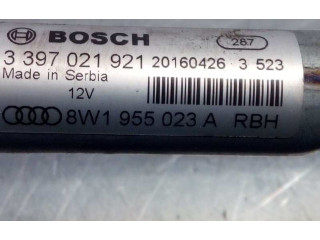 BOSCH 287
3 397 021 921 20160426 3 523
Made in Serbia
12V
8W1 955 023 A RBH